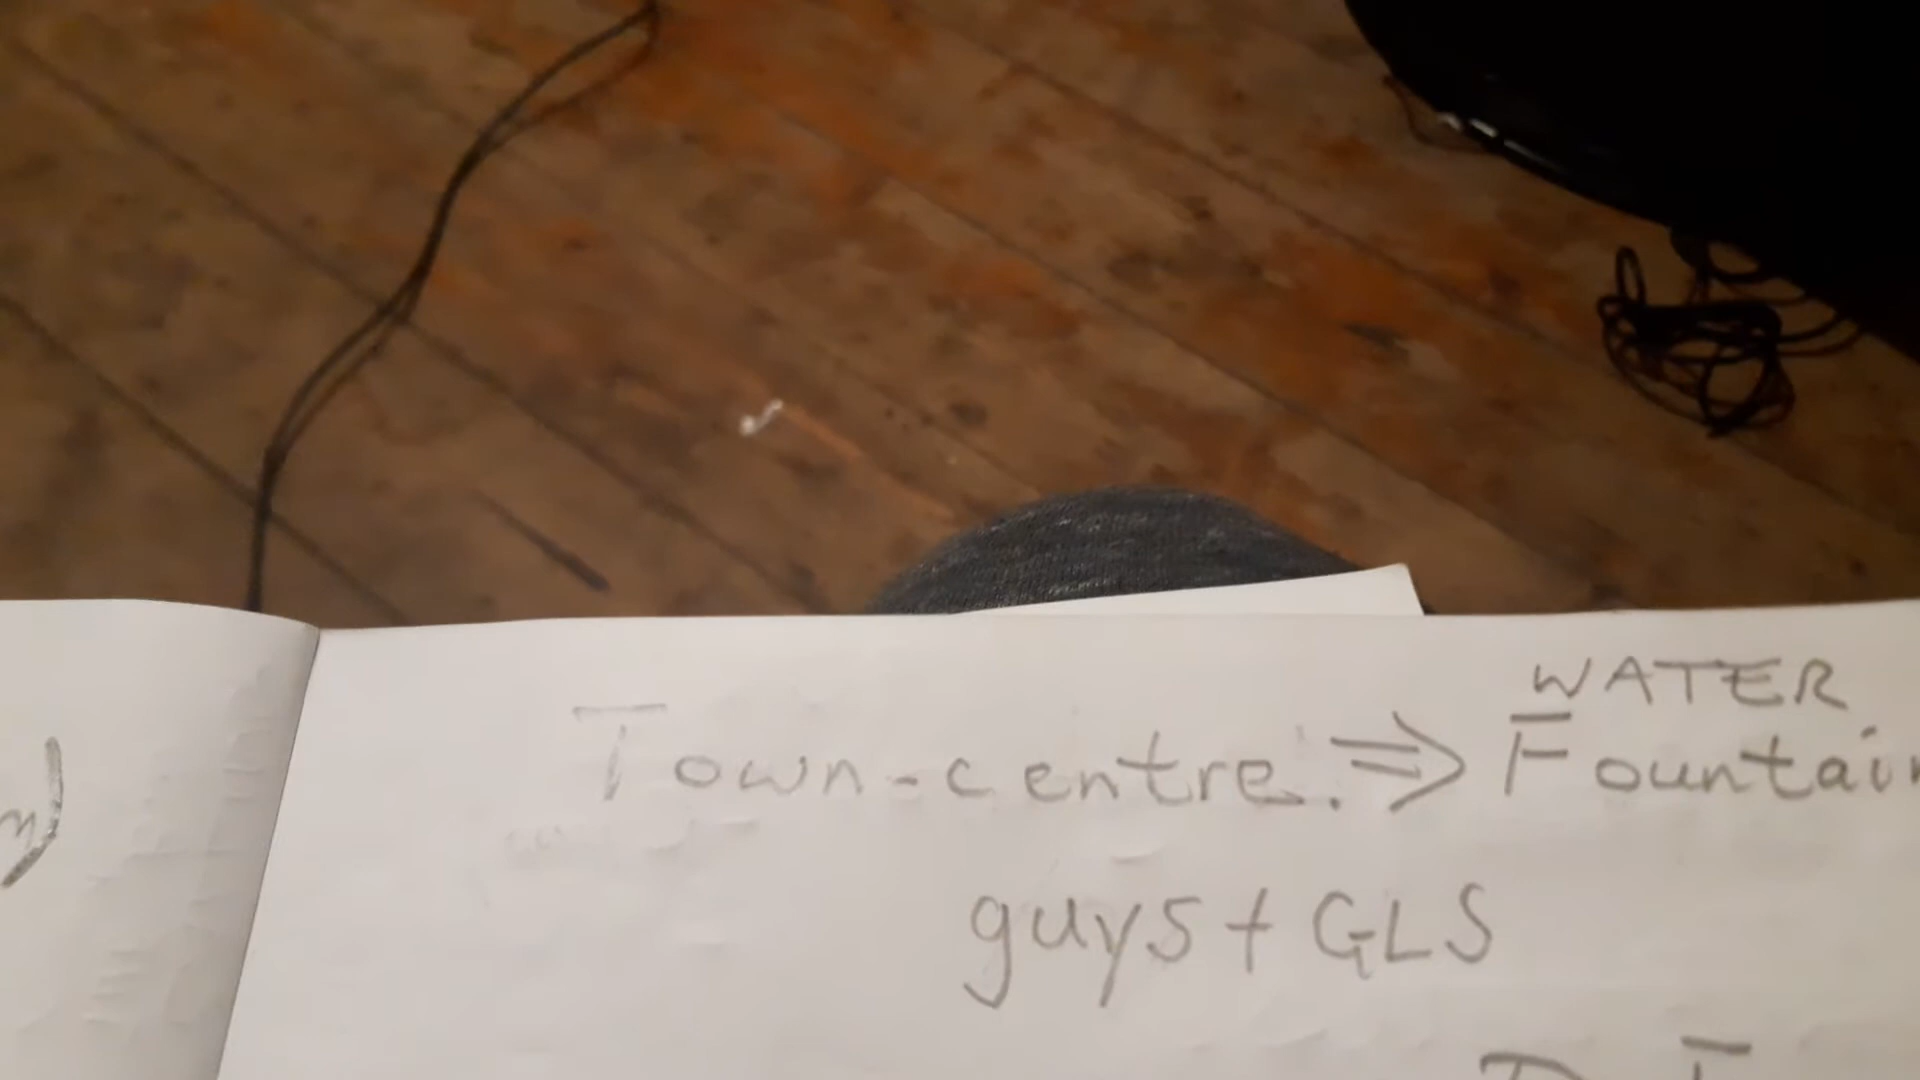 WATER
Town-centre. ⇒ Fountain
guys + GLS